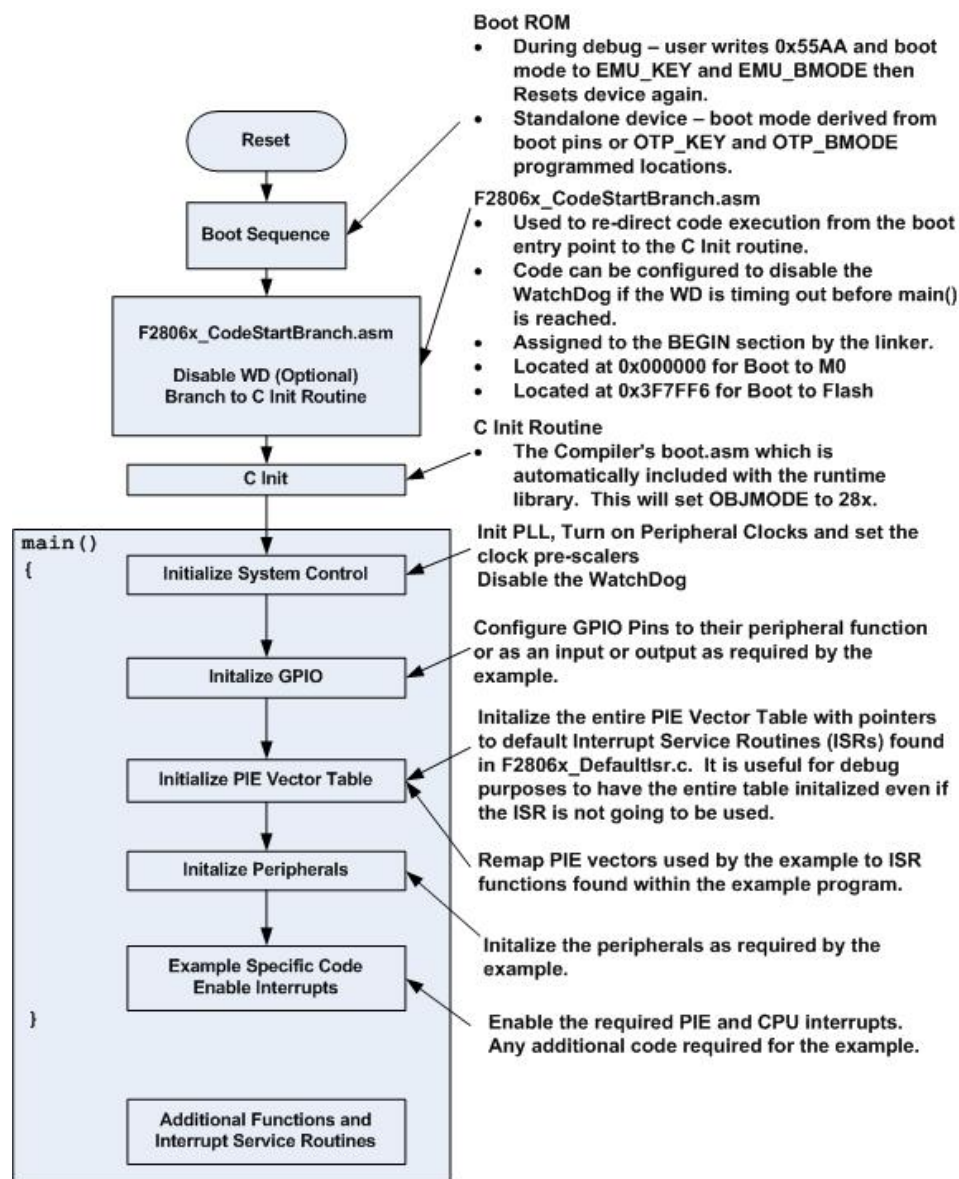 Reset
Boot Sequence
F2806x_CodeStartBranch.asm
Disable WD (Optional)
Branch to C Init Routine
C Init
main()
{
Initialize System Control
Initalize GPIO
Initialize PIE Vector Table
Initalize Peripherals
Example Specific Code
Enable Interrupts
}
Additional Functions and
Interrupt Service Routines
Boot ROM
• During debug – user writes 0x55AA and boot
mode to EMU_KEY and EMU_BMODE then
Resets device again.
• Standalone device – boot mode derived from
boot pins or OTP_KEY and OTP_BMODE
programmed locations.
F2806x_CodeStartBranch.asm
• Used to re-direct code execution from the boot
entry point to the C Init routine.
• Code can be configured to disable the
WatchDog if the WD is timing out before main()
is reached.
• Assigned to the BEGIN section by the linker.
• Located at 0x000000 for Boot to M0
• Located at 0x3F7FF6 for Boot to Flash
C Init Routine
• The Compiler's boot.asm which is
automatically included with the runtime
library. This will set OBJMODE to 28x.
Init PLL, Turn on Peripheral Clocks and set the
clock pre-scalers
Disable the WatchDog
Configure GPIO Pins to their peripheral function
or as an input or output as required by the
example.
Initalize the entire PIE Vector Table with pointers
to default Interrupt Service Routines (ISRs) found
in F2806x_DefaultIsr.c. It is useful for debug
purposes to have the entire table initalized even if
the ISR is not going to be used.
Remap PIE vectors used by the example to ISR
functions found within the example program.
Initalize the peripherals as required by the
example.
Enable the required PIE and CPU interrupts.
Any additional code required for the example.